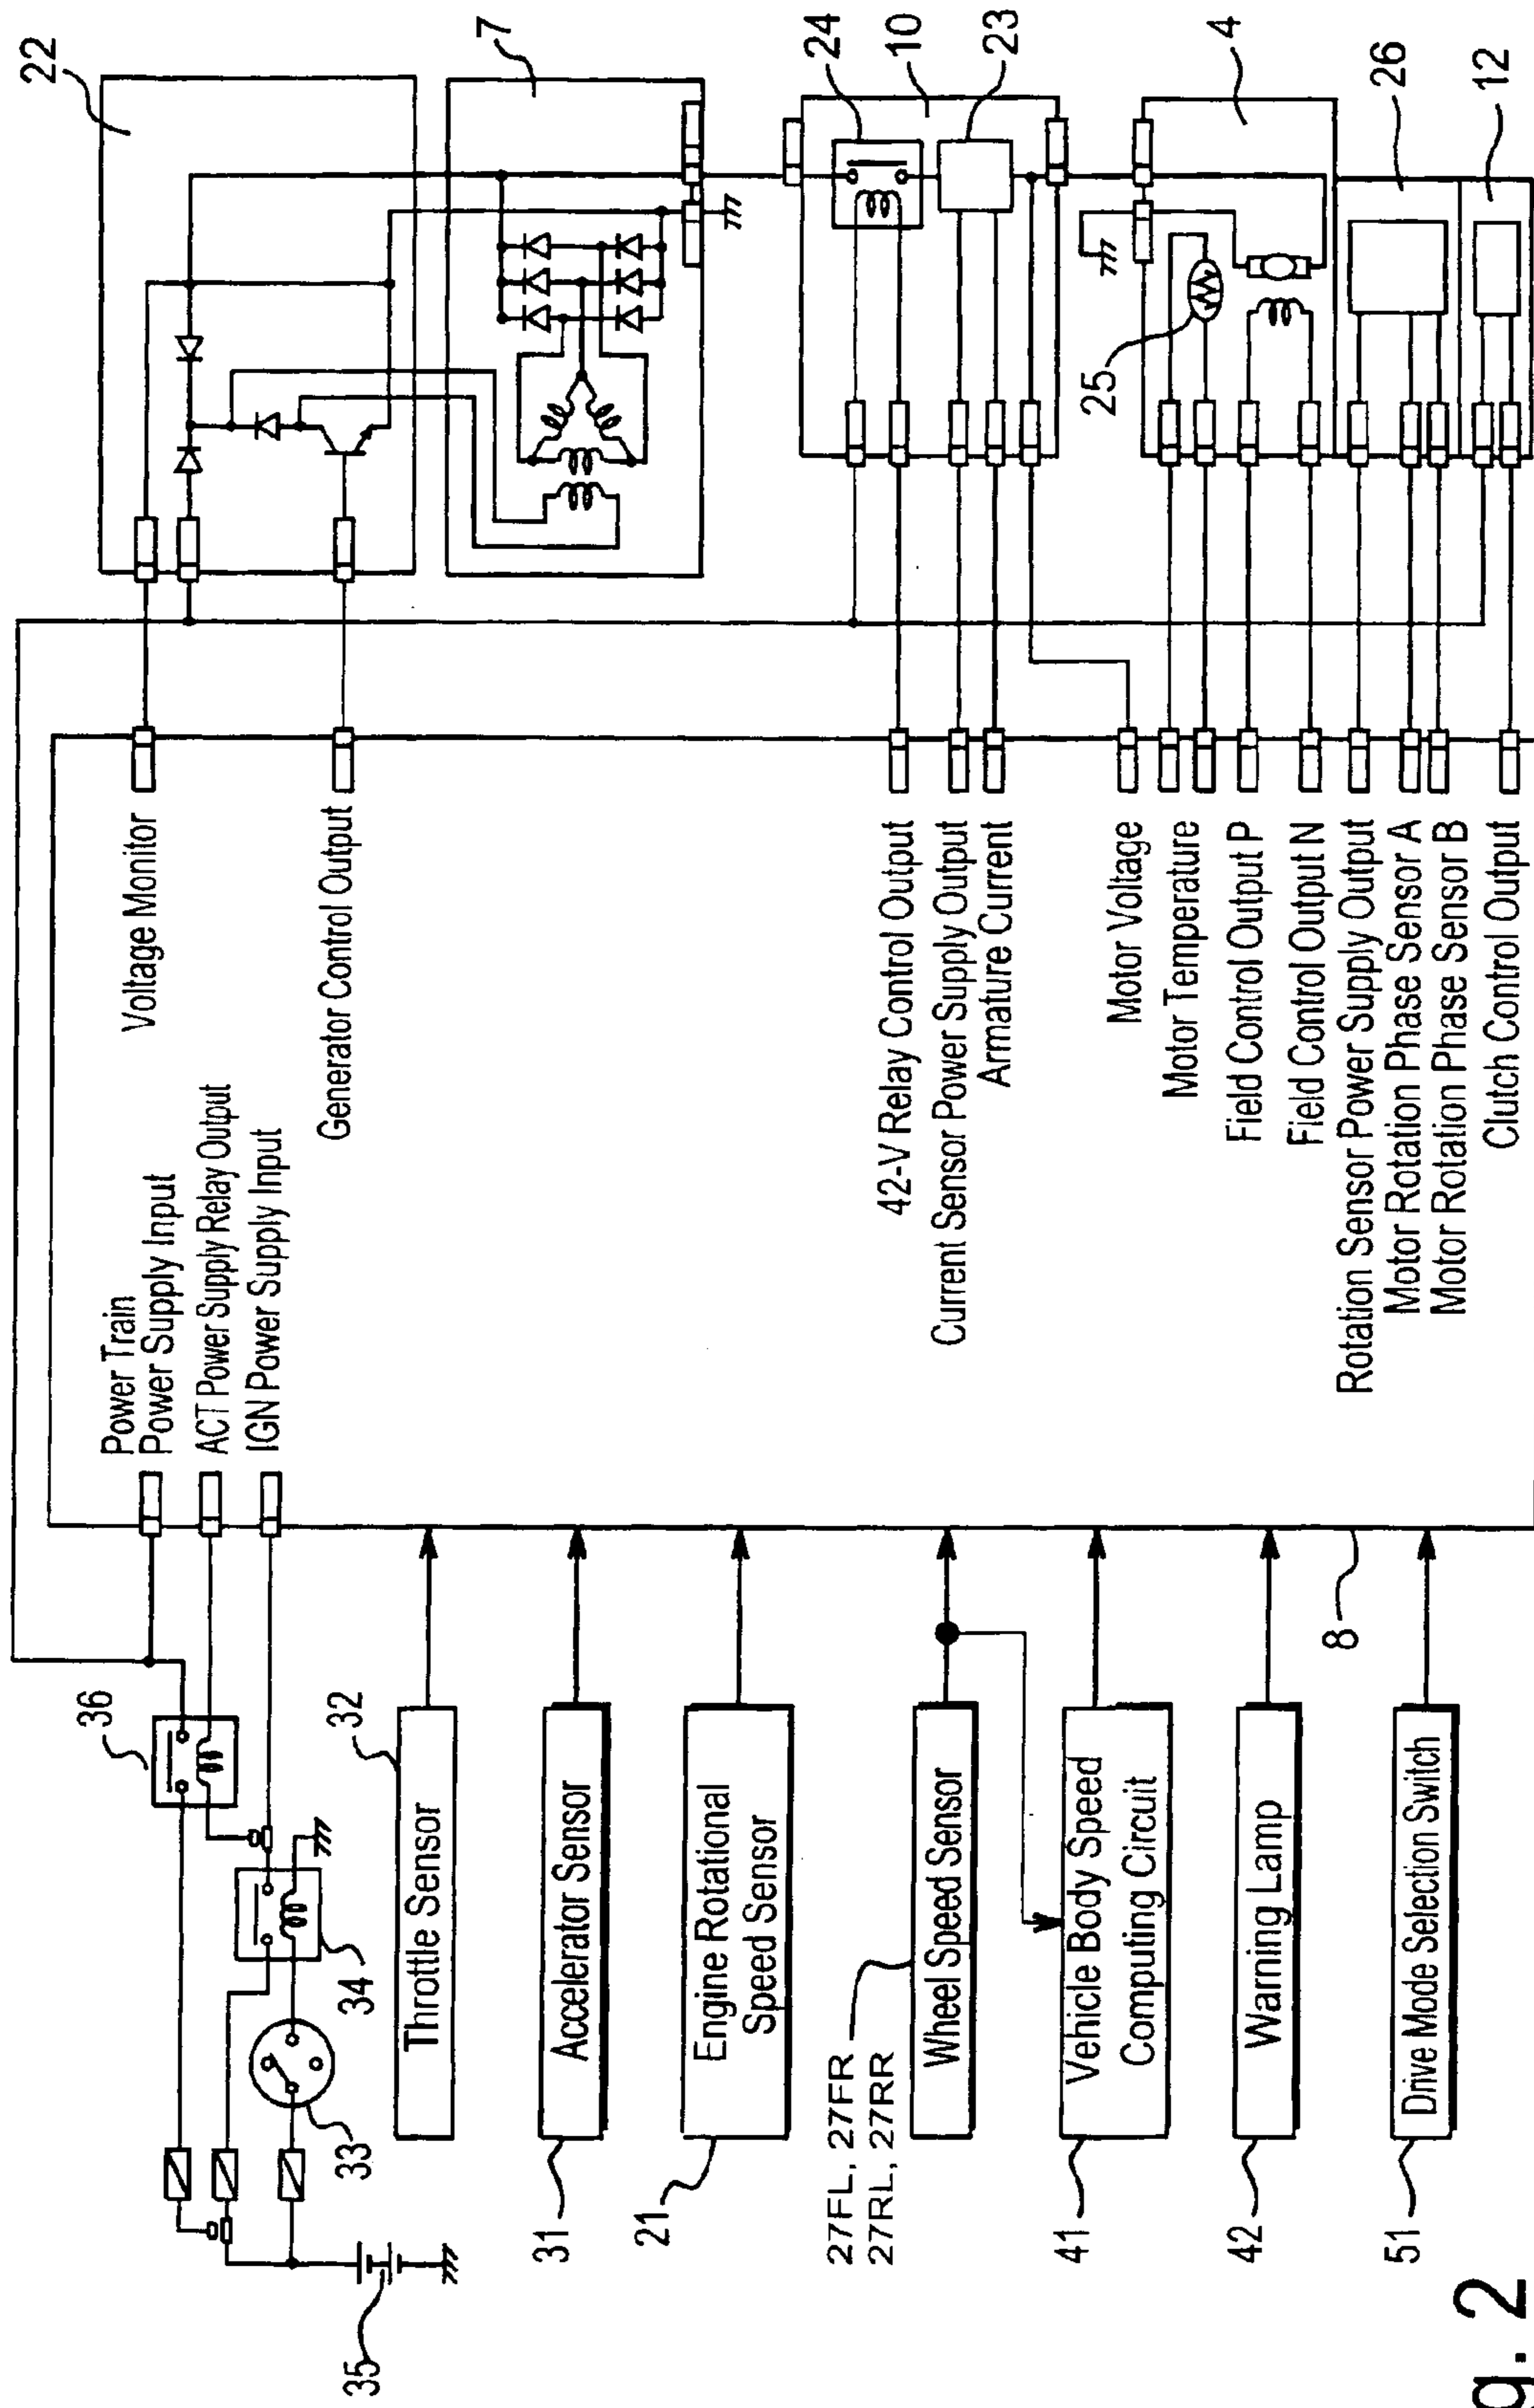 36
34
33
35
Power Train
Power Supply Input
ACT Power Supply Relay Output
IGN Power Supply Input
Voltage Monitor
Generator Control Output
22
7
32
Throttle Sensor
31
Accelerator Sensor
21
Engine Rotational
Speed Sensor
27FL, 27FR
27RL, 27RR
Wheel Speed Sensor
41
Vehicle Body Speed
Computing Circuit
42
Warning Lamp
51
Drive Mode Selection Switch
8
42-V Relay Control Output
Current Sensor Power Supply Output
Armature Current
Motor Voltage
Motor Temperature
Field Control Output P
Field Control Output N
Rotation Sensor Power Supply Output
Motor Rotation Phase Sensor A
Motor Rotation Phase Sensor B
Clutch Control Output
24
10
23
25
4
26
12
g. 2